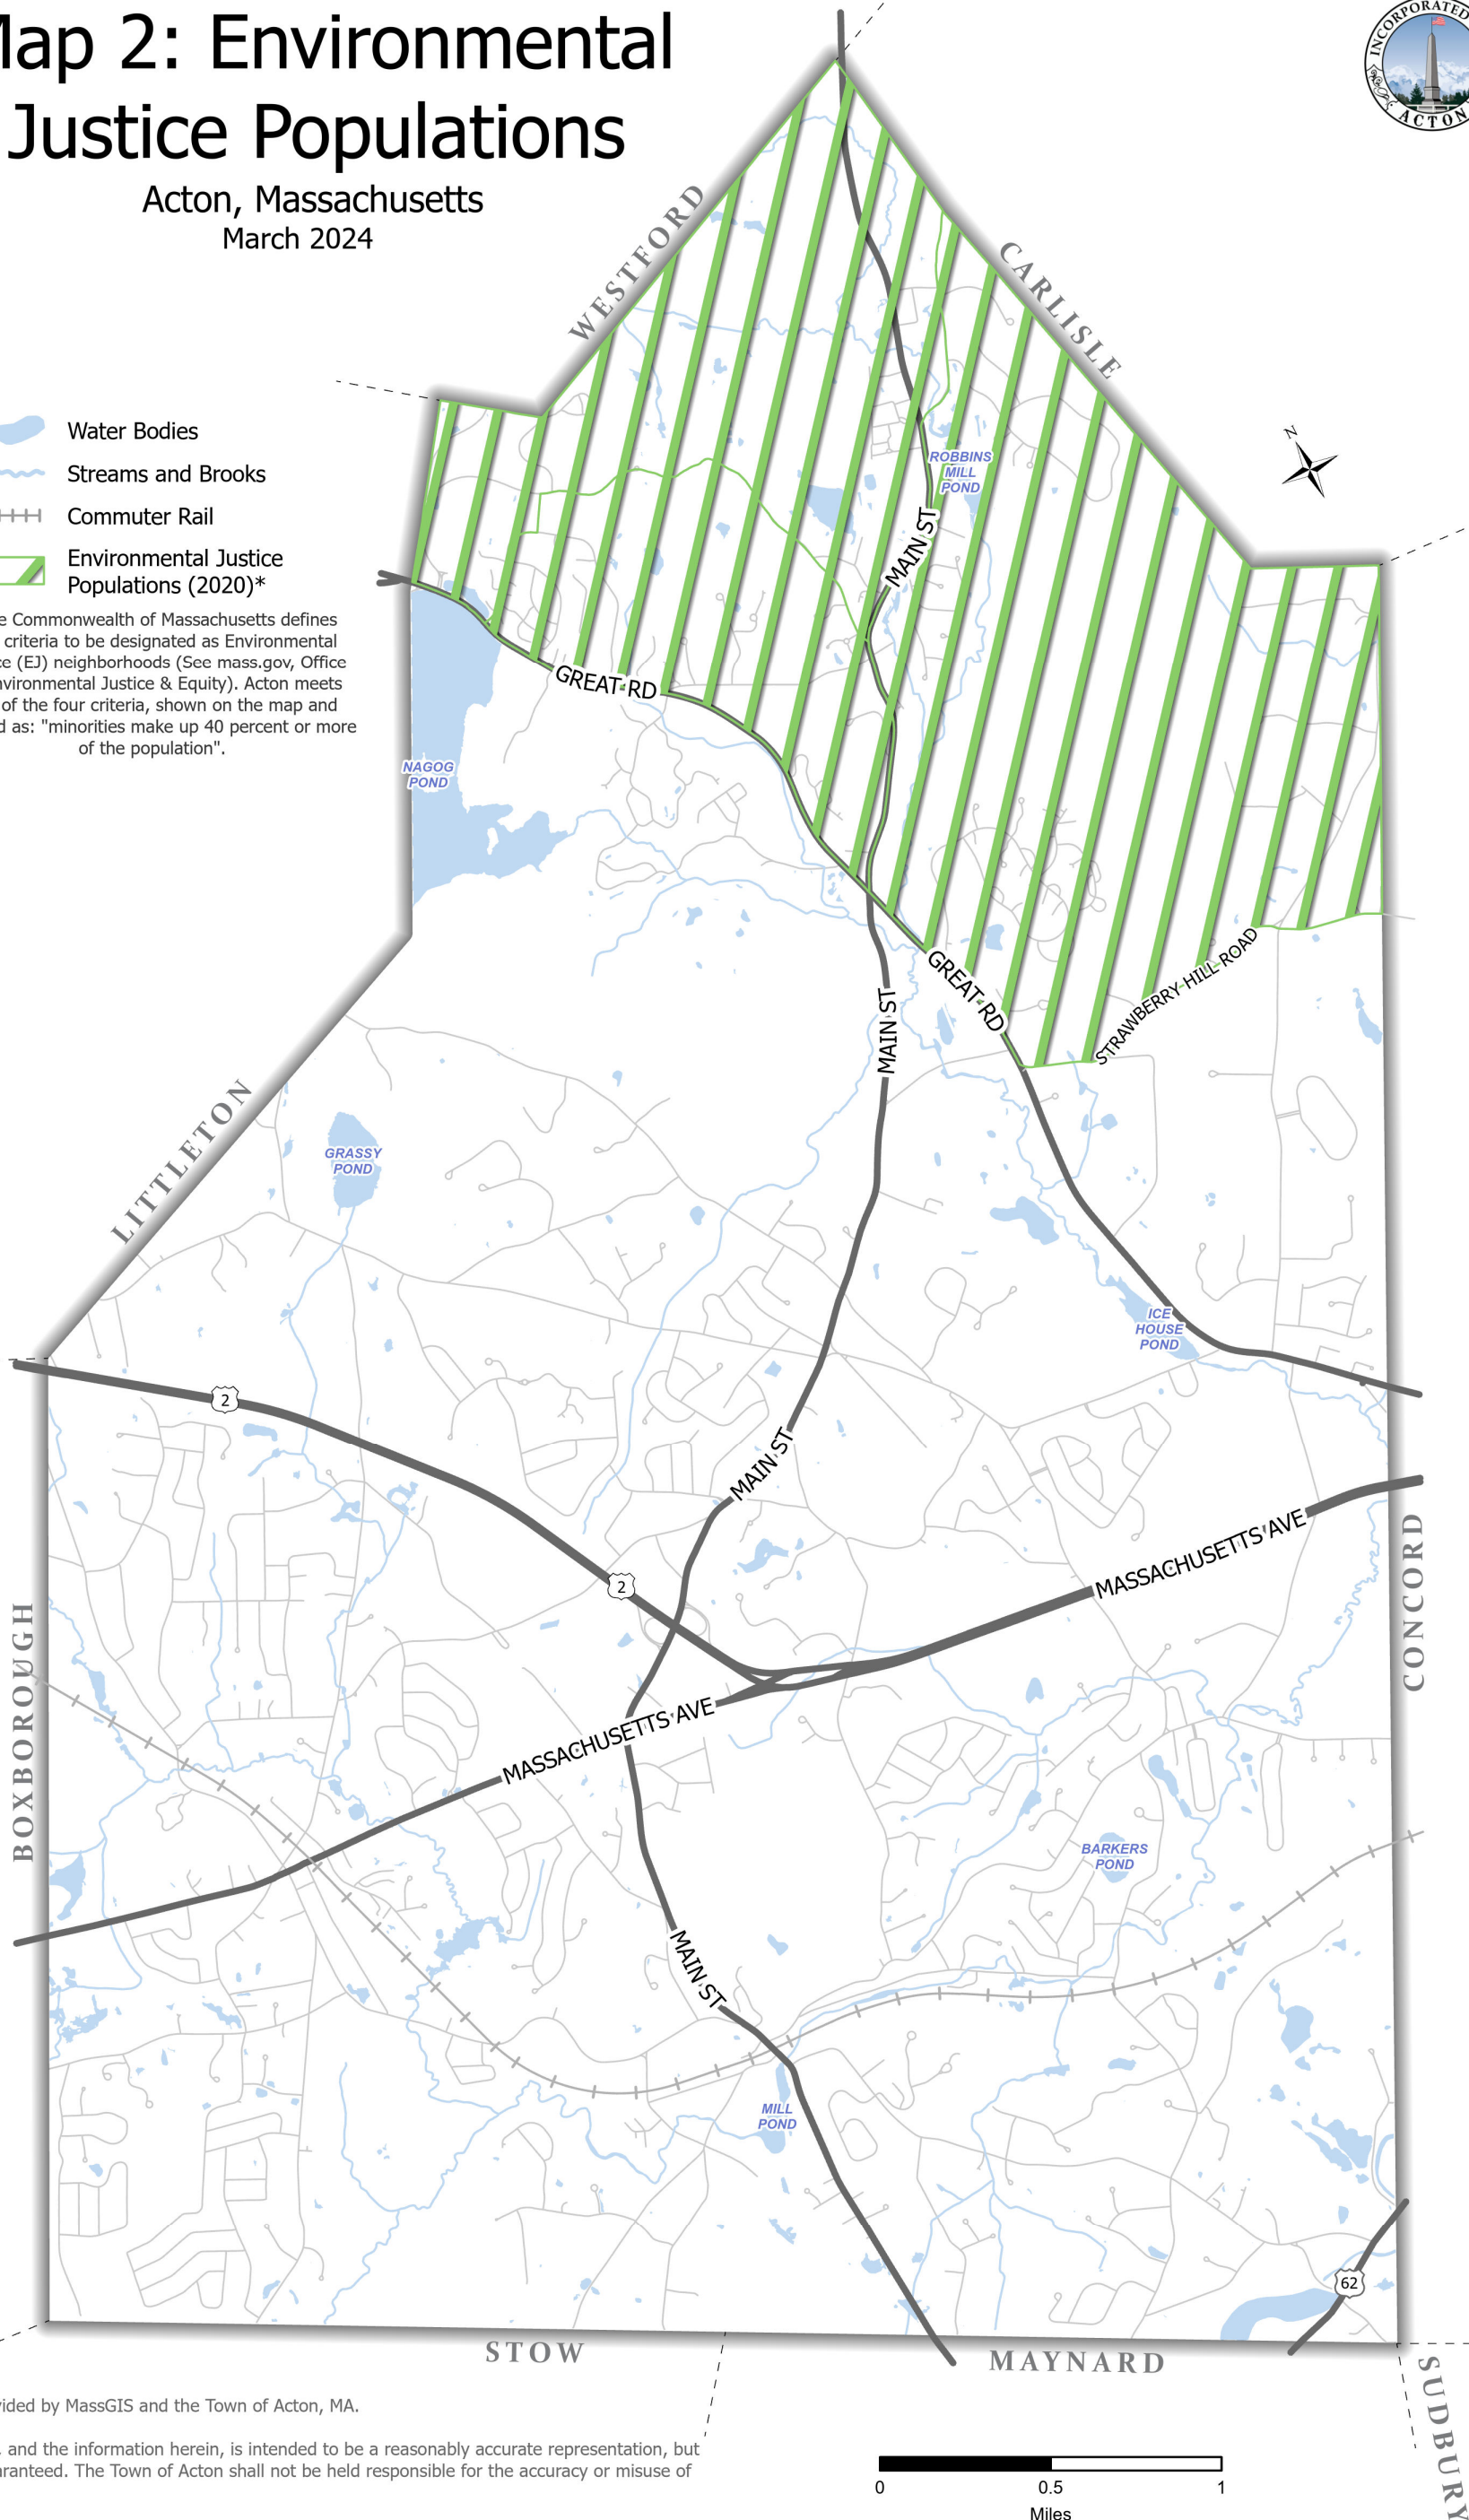 Map 2: Environmental
Justice Populations
Acton, Massachusetts
March 2024
INCORPORATED
ACTON
WESTFORD
CARLISLE
N
Water Bodies
Streams and Brooks
Commuter Rail
Environmental Justice
Populations (2020)*
e Commonwealth of Massachusetts defines
criteria to be designated as Environmental
ce (EJ) neighborhoods (See mass.gov, Office
nvironmental Justice & Equity). Acton meets
of the four criteria, shown on the map and
d as: "minorities make up 40 percent or more
of the population".
ROBBINS
MILL
POND
MAIN ST
GREAT RD
NAGOG
POND
GREAT RD
STRAWBERRY HILL ROAD
MAIN ST
LITTLETON
GRASSY
POND
ICE
HOUSE
POND
2
MAIN ST
2
MASSACHUSETTS AVE
CONCORD
BOXBOROUGH
MASSACHUSETTS AVE
BARKERS
POND
MAIN ST
MILL
POND
62
STOW
MAYNARD
SUDBURY
vided by MassGIS and the Town of Acton, MA.
and the information herein, is intended to be a reasonably accurate representation, but
aranteed. The Town of Acton shall not be held responsible for the accuracy or misuse of
0 0.5 1
Miles